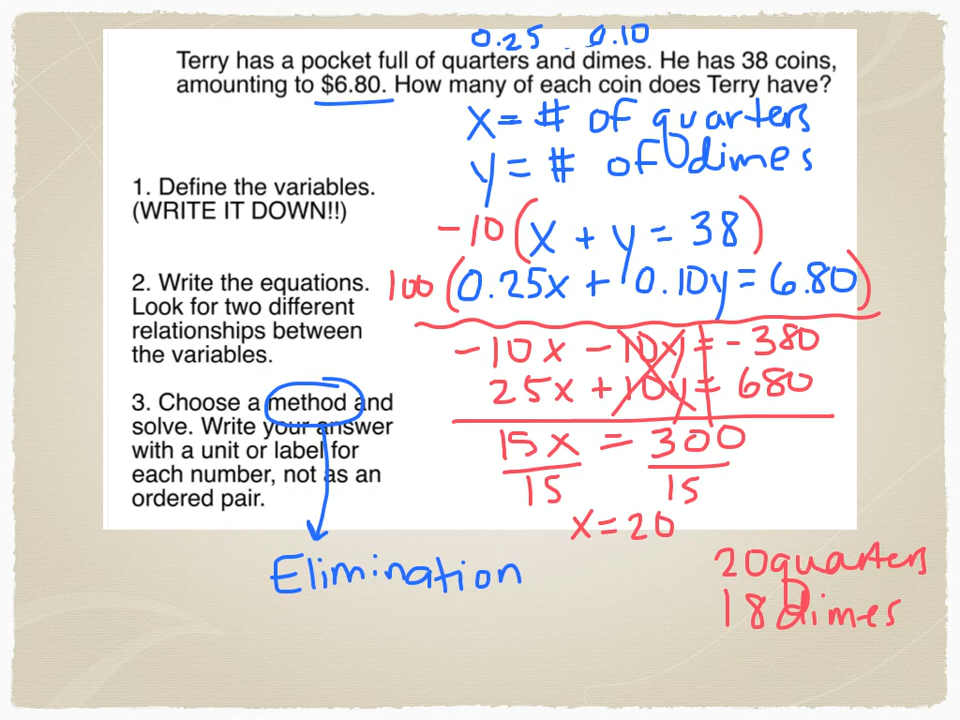 0.25 0.10
Terry has a pocket full of quarters and dimes. He has 38 coins,
amounting to $6.80. How many of each coin does Terry have?
x = # of quarters
y = # of dimes
1. Define the variables.
(WRITE IT DOWN!!)
-10(x + y = 38)
2. Write the equations.
Look for two different
relationships between
the variables.
100(0.25x + 0.10y = 6.80)
-10x - 10y = -380
25x + 10y = 680
3. Choose a method and
solve. Write your answer
with a unit or label for
each number, not as an
ordered pair.
15x = 300
15 15
x = 20
Elimination
20 quarters
18 dimes